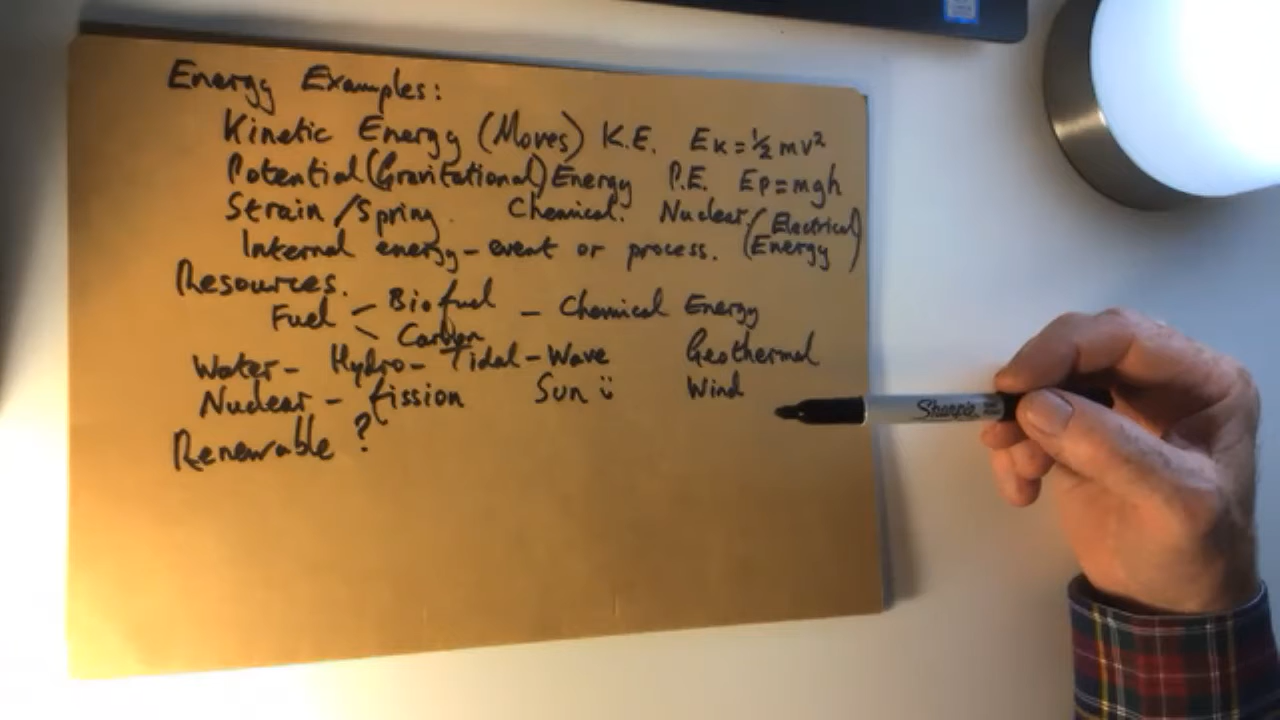 Energy Examples:
Kinetic Energy (Moves) K.E. Ek=½mv²
Potential (Gravitational) Energy P.E. Ep=mgh
Strain/Spring. Chemical. Nuclear. (Electrical
Internal energy - event or process. Energy)
Resources.
Fuel - Biofuel - Chemical Energy
- Carbon
Water - Hydro - Tidal - Wave Geothermal
Nuclear - fission Sun Wind
Renewable ?
Sharpie